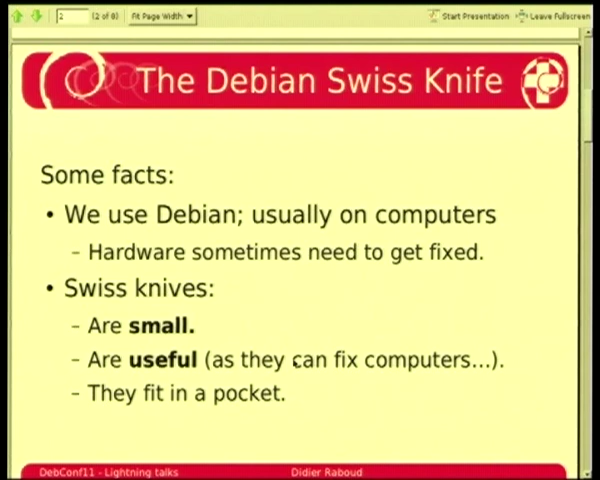 2 (2 of 8) Fit Page Width Start Presentation Leave Fullscreen
The Debian Swiss Knife
Some facts:
• We use Debian; usually on computers
– Hardware sometimes need to get fixed.
• Swiss knives:
– Are small.
– Are useful (as they can fix computers...).
– They fit in a pocket.
DebConf11 - Lightning talks Didier Raboud